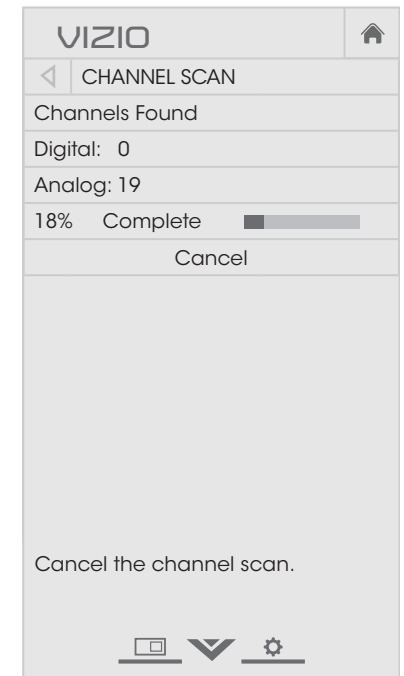 VIZIO
CHANNEL SCAN
Channels Found
Digital: 0
Analog: 19
18% Complete
Cancel
Cancel the channel scan.